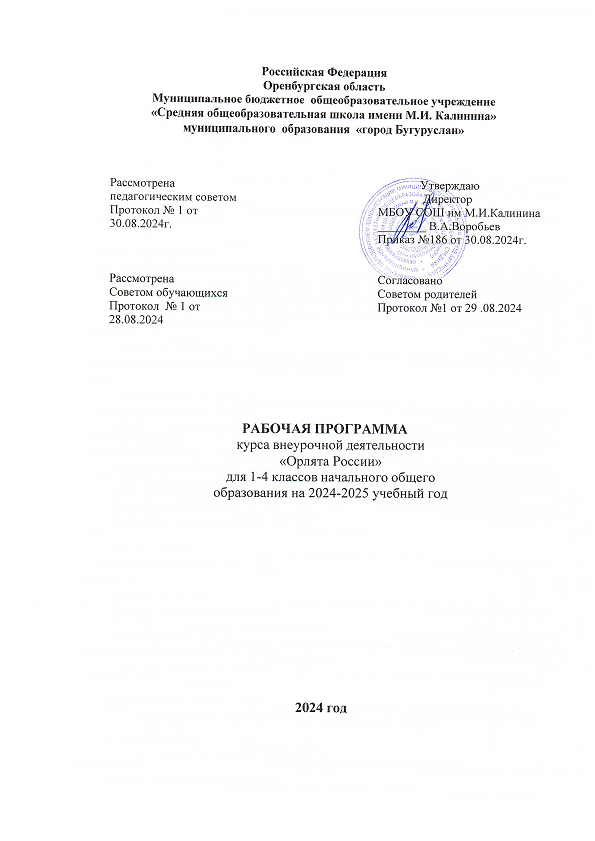 Российская Федерация
Оренбургская область
Муниципальное бюджетное общеобразовательное учреждение
«Средняя общеобразовательная школа имени М.И. Калинина»
муниципального образования «город Бугуруслан»
Рассмотрена
педагогическим советом
Протокол № 1 от
30.08.2024г.
Утверждаю
Директор
МБОУ СОШ им М.И.Калинина
________ В.А.Воробьев
Приказ №186 от 30.08.2024г.
Рассмотрена
Советом обучающихся
Протокол № 1 от
28.08.2024
Согласовано
Советом родителей
Протокол №1 от 29 .08.2024
РАБОЧАЯ ПРОГРАММА
курса внеурочной деятельности
«Орлята России»
для 1-4 классов начального общего
образования на 2024-2025 учебный год
2024 год